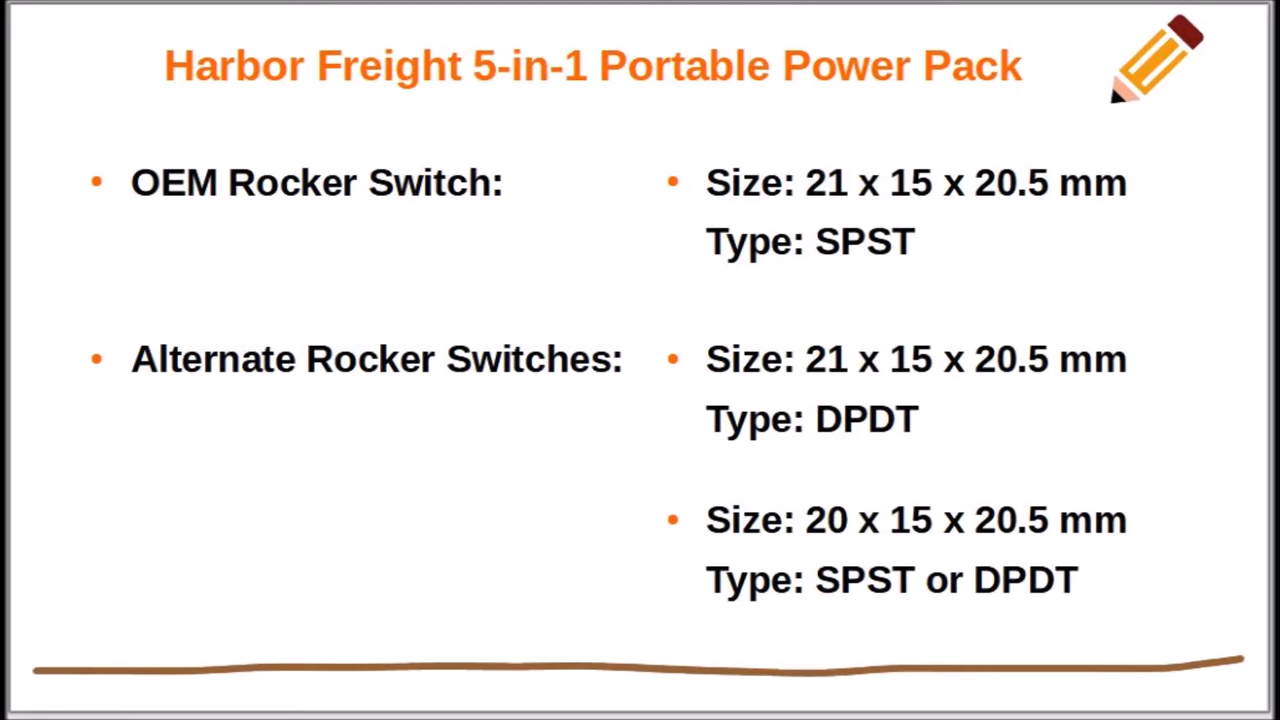 Harbor Freight 5-in-1 Portable Power Pack
• OEM Rocker Switch:
• Size: 21 x 15 x 20.5 mm
Type: SPST
• Alternate Rocker Switches:
• Size: 21 x 15 x 20.5 mm
Type: DPDT
• Size: 20 x 15 x 20.5 mm
Type: SPST or DPDT